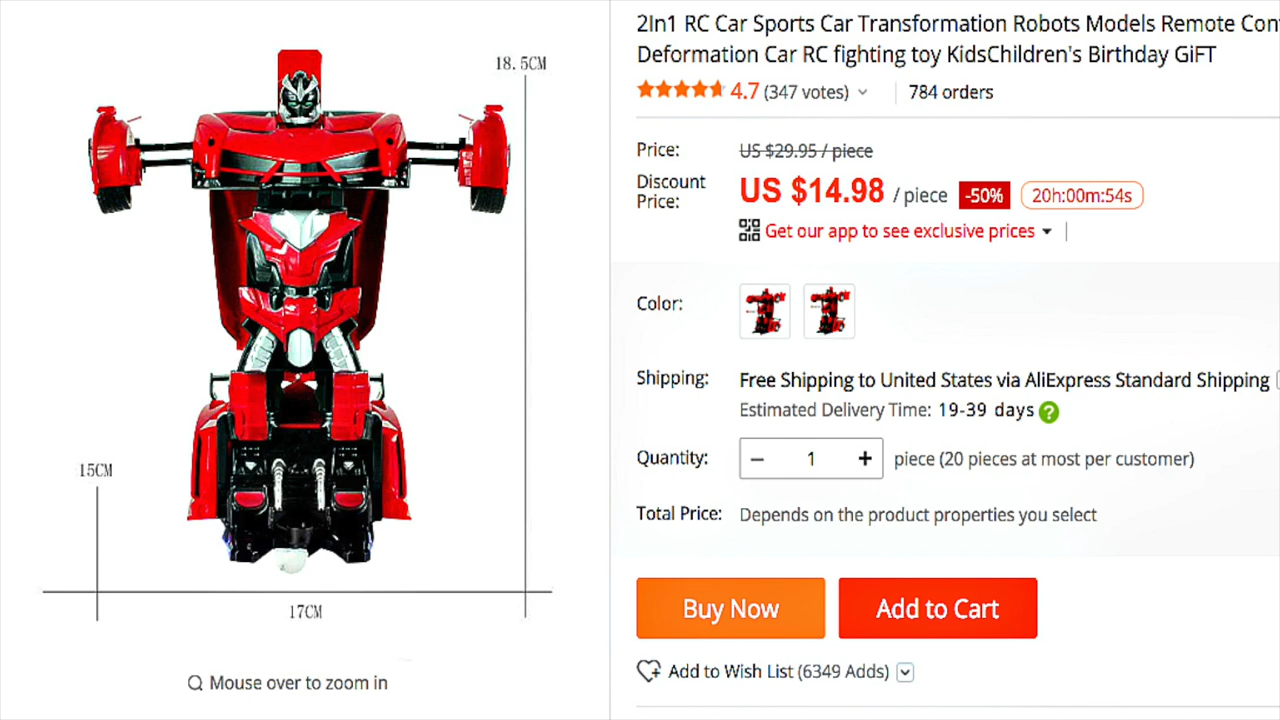 18.5CM
15CM
17CM
Mouse over to zoom in
2In1 RC Car Sports Car Transformation Robots Models Remote Con
Deformation Car RC fighting toy KidsChildren's Birthday GiFT
4.7 (347 votes) 784 orders
Price: US $29.95 / piece
Discount Price: US $14.98 / piece -50% 20h:00m:54s
Get our app to see exclusive prices
Color:
Shipping: Free Shipping to United States via AliExpress Standard Shipping
Estimated Delivery Time: 19-39 days ?
Quantity: − 1 + piece (20 pieces at most per customer)
Total Price: Depends on the product properties you select
Buy Now Add to Cart
Add to Wish List (6349 Adds)